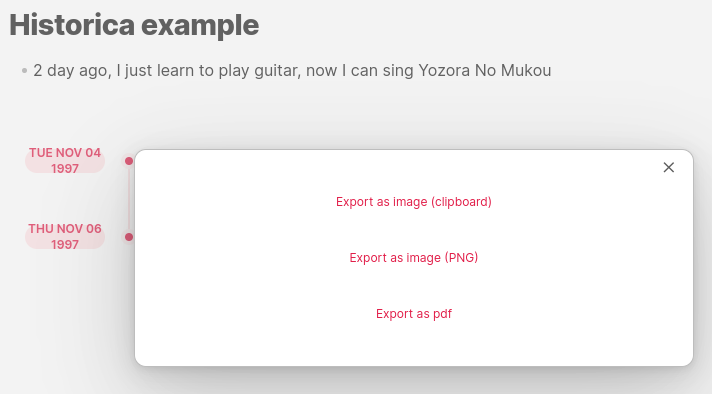 Historica example
2 day ago, I just learn to play guitar, now I can sing Yozora No Mukou
TUE NOV 04
1997
Export as image (clipboard)
THU NOV 06
1997
Export as image (PNG)
Export as pdf